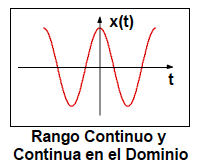 x(t)
t
Rango Continuo y
Continua en el Dominio